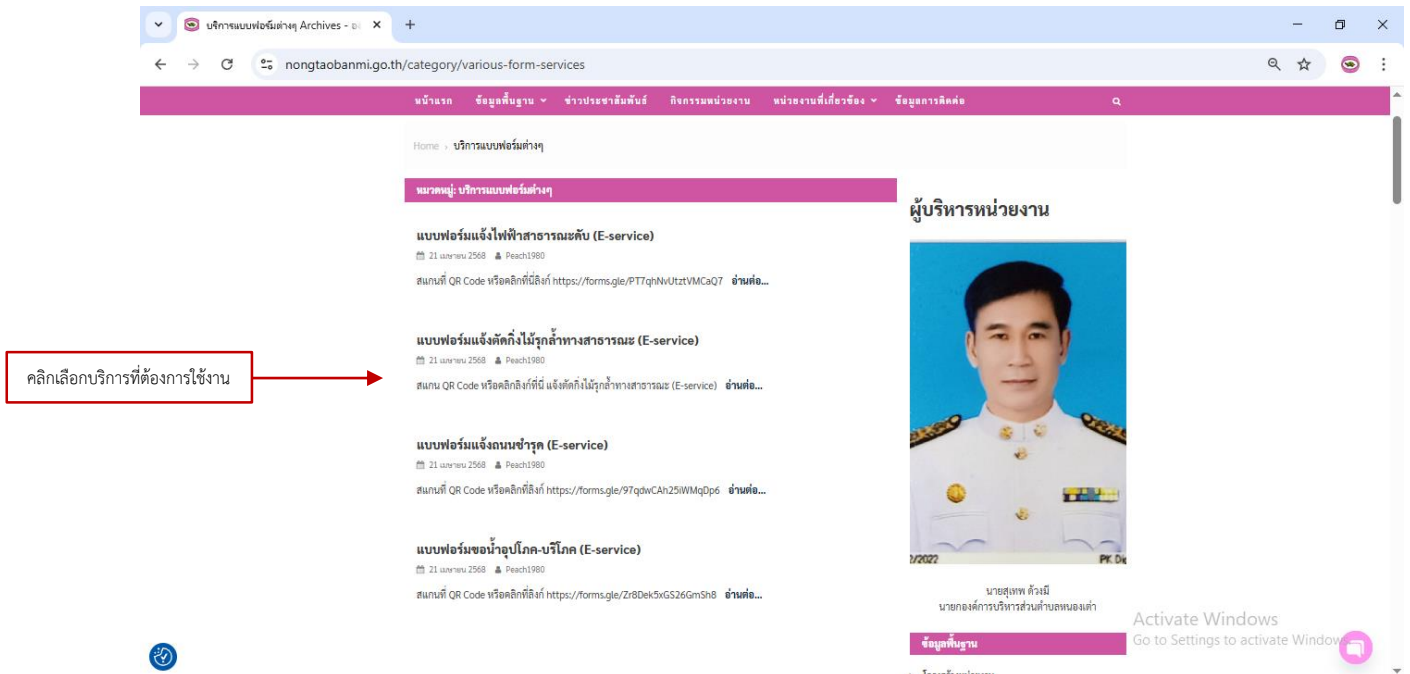 บริการแบบฟอร์มต่างๆ Archives - อง
nongtaobanmi.go.th/category/various-form-services
หน้าแรก ข้อมูลพื้นฐาน ข่าวประชาสัมพันธ์ กิจกรรมหน่วยงาน หน่วยงานที่เกี่ยวข้อง ข้อมูลการติดต่อ
Home › บริการแบบฟอร์มต่างๆ
หมวดหมู่: บริการแบบฟอร์มต่างๆ
แบบฟอร์มแจ้งไฟฟ้าสาธารณะดับ (E-service)
21 เมษายน 2568 Peach1980
สแกนที่ QR Code หรือคลิกที่นี่ลิงก์ https://forms.gle/PT7qhNvUtztVMCaQ7 อ่านต่อ...
แบบฟอร์มแจ้งตัดกิ่งไม้รุกล้ำทางสาธารณะ (E-service)
21 เมษายน 2568 Peach1980
สแกน QR Code หรือคลิกลิงก์ที่นี่ แจ้งตัดกิ่งไม้รุกล้ำทางสาธารณะ (E-service) อ่านต่อ...
คลิกเลือกบริการที่ต้องการใช้งาน
แบบฟอร์มแจ้งถนนชำรุด (E-service)
21 เมษายน 2568 Peach1980
สแกนที่ QR Code หรือคลิกที่ลิงก์ https://forms.gle/97qdwCAh25iWMqDp6 อ่านต่อ...
แบบฟอร์มขอน้ำอุปโภค-บริโภค (E-service)
21 เมษายน 2568 Peach1980
สแกนที่ QR Code หรือคลิกที่ลิงก์ https://forms.gle/Zr8Dek5xGS26GmSh8 อ่านต่อ...
ผู้บริหารหน่วยงาน
2/2022 PK Di
นายสุเทพ ด้วงมี
นายกองค์การบริหารส่วนตำบลหนองเต่า
ข้อมูลพื้นฐาน
Activate Windows
Go to Settings to activate Windows